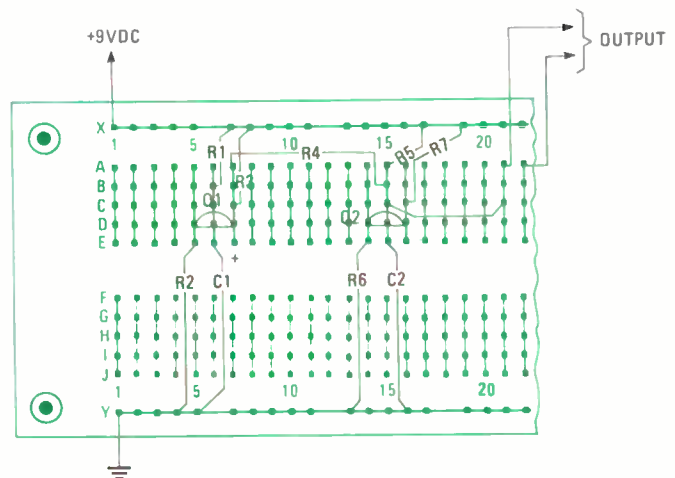 +9VDC
OUTPUT
X
1 5 10 15 20
R1 R3 R4 R5 R7
A
B
C Q1
D Q2
E
+
R2 C1 R6 C2
F
G
H
I
J
1 5 10 15 20
Y